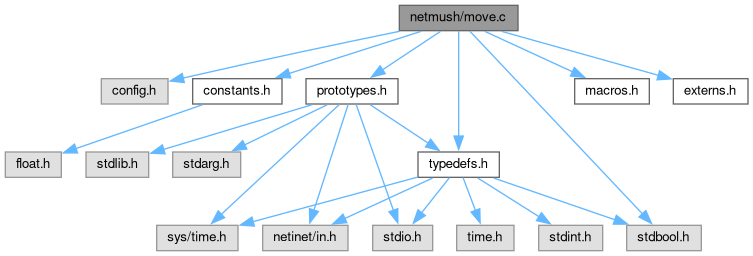 netmush/move.c
config.h
constants.h
prototypes.h
macros.h
externs.h
float.h
stdlib.h
stdarg.h
typedefs.h
sys/time.h
netinet/in.h
stdio.h
time.h
stdint.h
stdbool.h